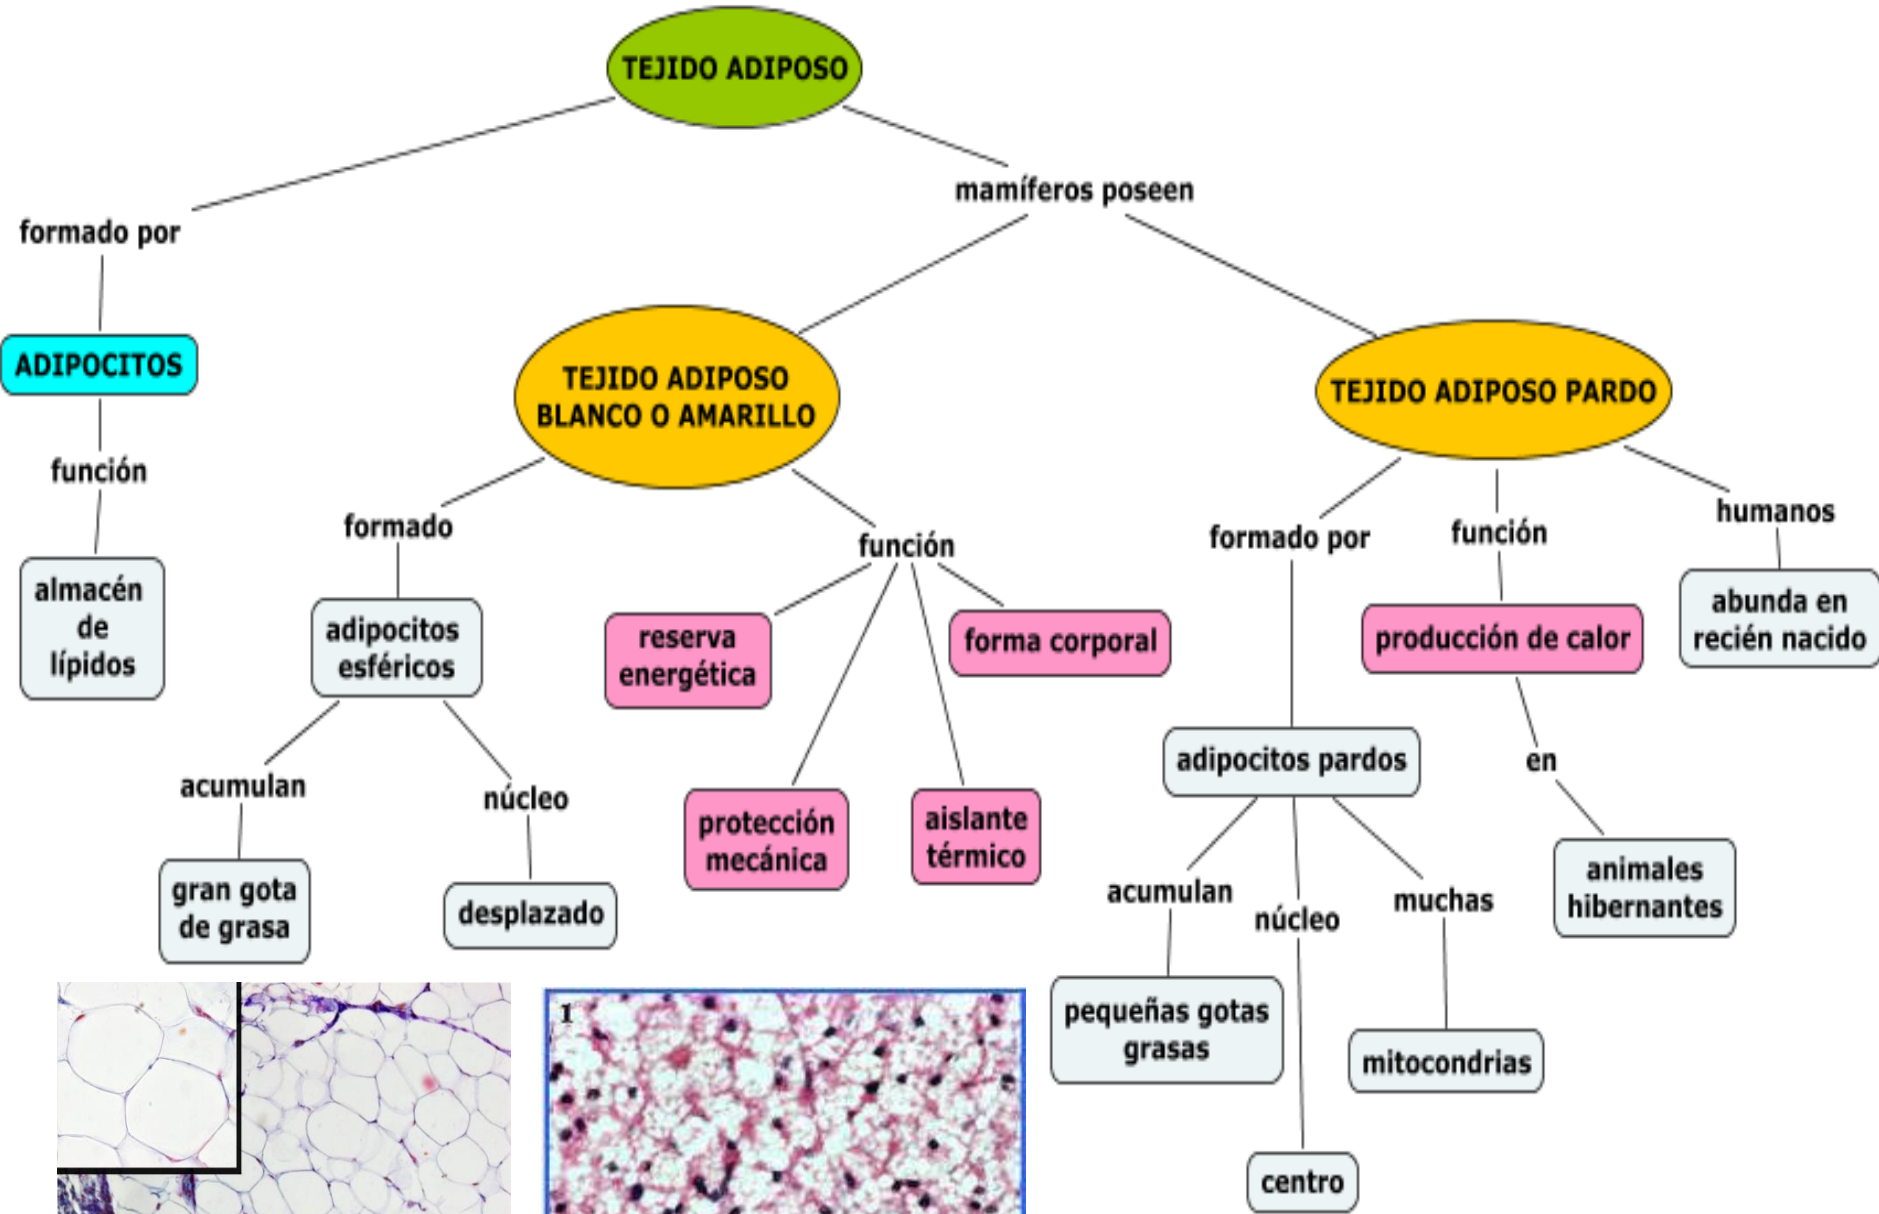 TEJIDO ADIPOSO
mamíferos poseen
formado por
ADIPOCITOS
función
almacén
de
lípidos
TEJIDO ADIPOSO
BLANCO O AMARILLO
formado
adipocitos
esféricos
acumulan
gran gota
de grasa
núcleo
desplazado
función
reserva
energética
protección
mecánica
aislante
térmico
forma corporal
TEJIDO ADIPOSO PARDO
formado por
adipocitos pardos
acumulan
pequeñas gotas
grasas
núcleo
centro
muchas
mitocondrias
función
producción de calor
en
animales
hibernantes
humanos
abunda en
recién nacido
1